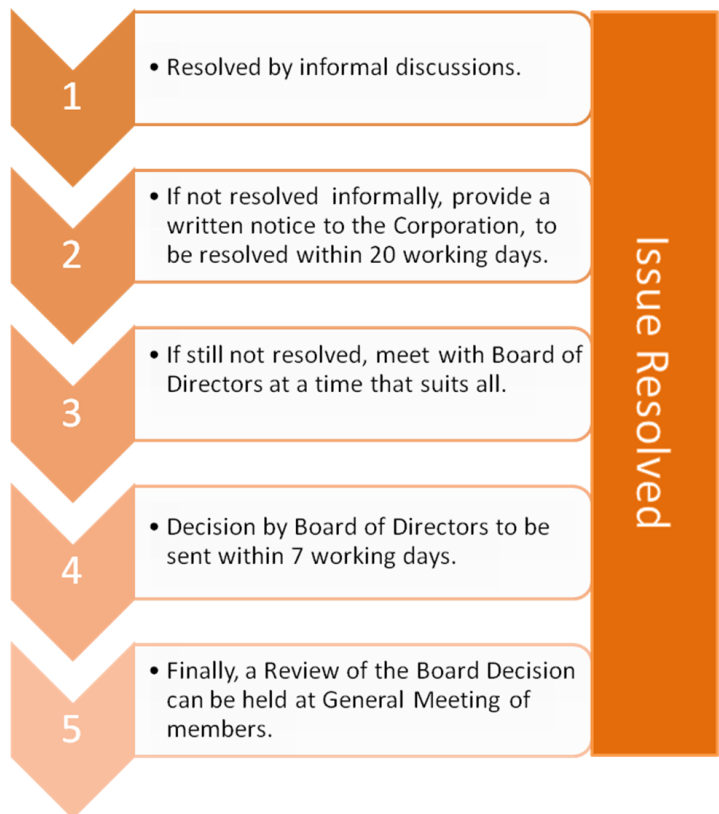 1
• Resolved by informal discussions.
2
• If not resolved informally, provide a
written notice to the Corporation, to
be resolved within 20 working days.
3
• If still not resolved, meet with Board of
Directors at a time that suits all.
4
• Decision by Board of Directors to be
sent within 7 working days.
5
• Finally, a Review of the Board Decision
can be held at General Meeting of
members.
Issue Resolved